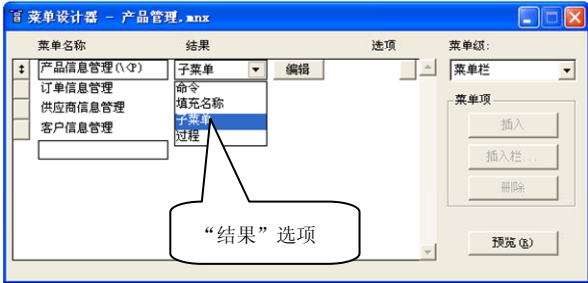 菜单设计器 - 产品管理.mnx
菜单名称 结果 选项 菜单级:
产品信息管理(\<P) 子菜单 编辑 菜单栏
订单信息管理 命令
供应商信息管理 填充名称
客户信息管理 子菜单
过程
菜单项
插入
插入栏...
删除
预览(R)
“结果”选项